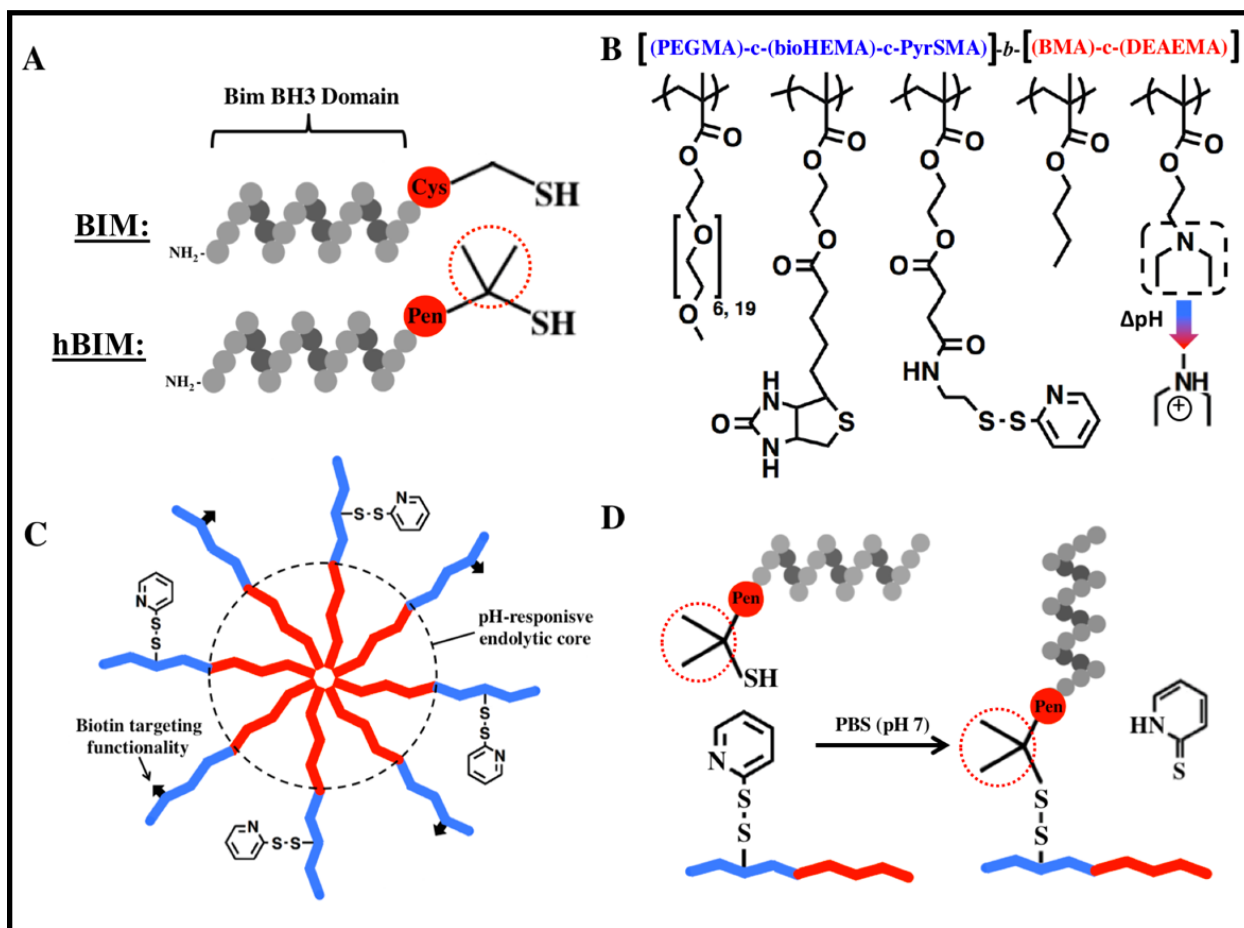 A
Bim BH3 Domain
Cys
SH
BIM:
NH2-
Pen
SH
hBIM:
NH2-
B
[(PEGMA)-c-(bioHEMA)-c-PyrSMA)]-b-[(BMA)-c-(DEAEMA)]
O
O
O
O
6, 19
O
O
O
O
HN
O
N
H
S
O
O
O
O
O
HN
S-S
N
O
O
O
O
N
ΔpH
NH
+
C
N
S-S
N
S
S
pH-responisve
endolytic core
Biotin targeting
functionality
S
S
N
N
S-S
D
Pen
SH
N
S
S
PBS (pH 7)
Pen
S
S
HN
S